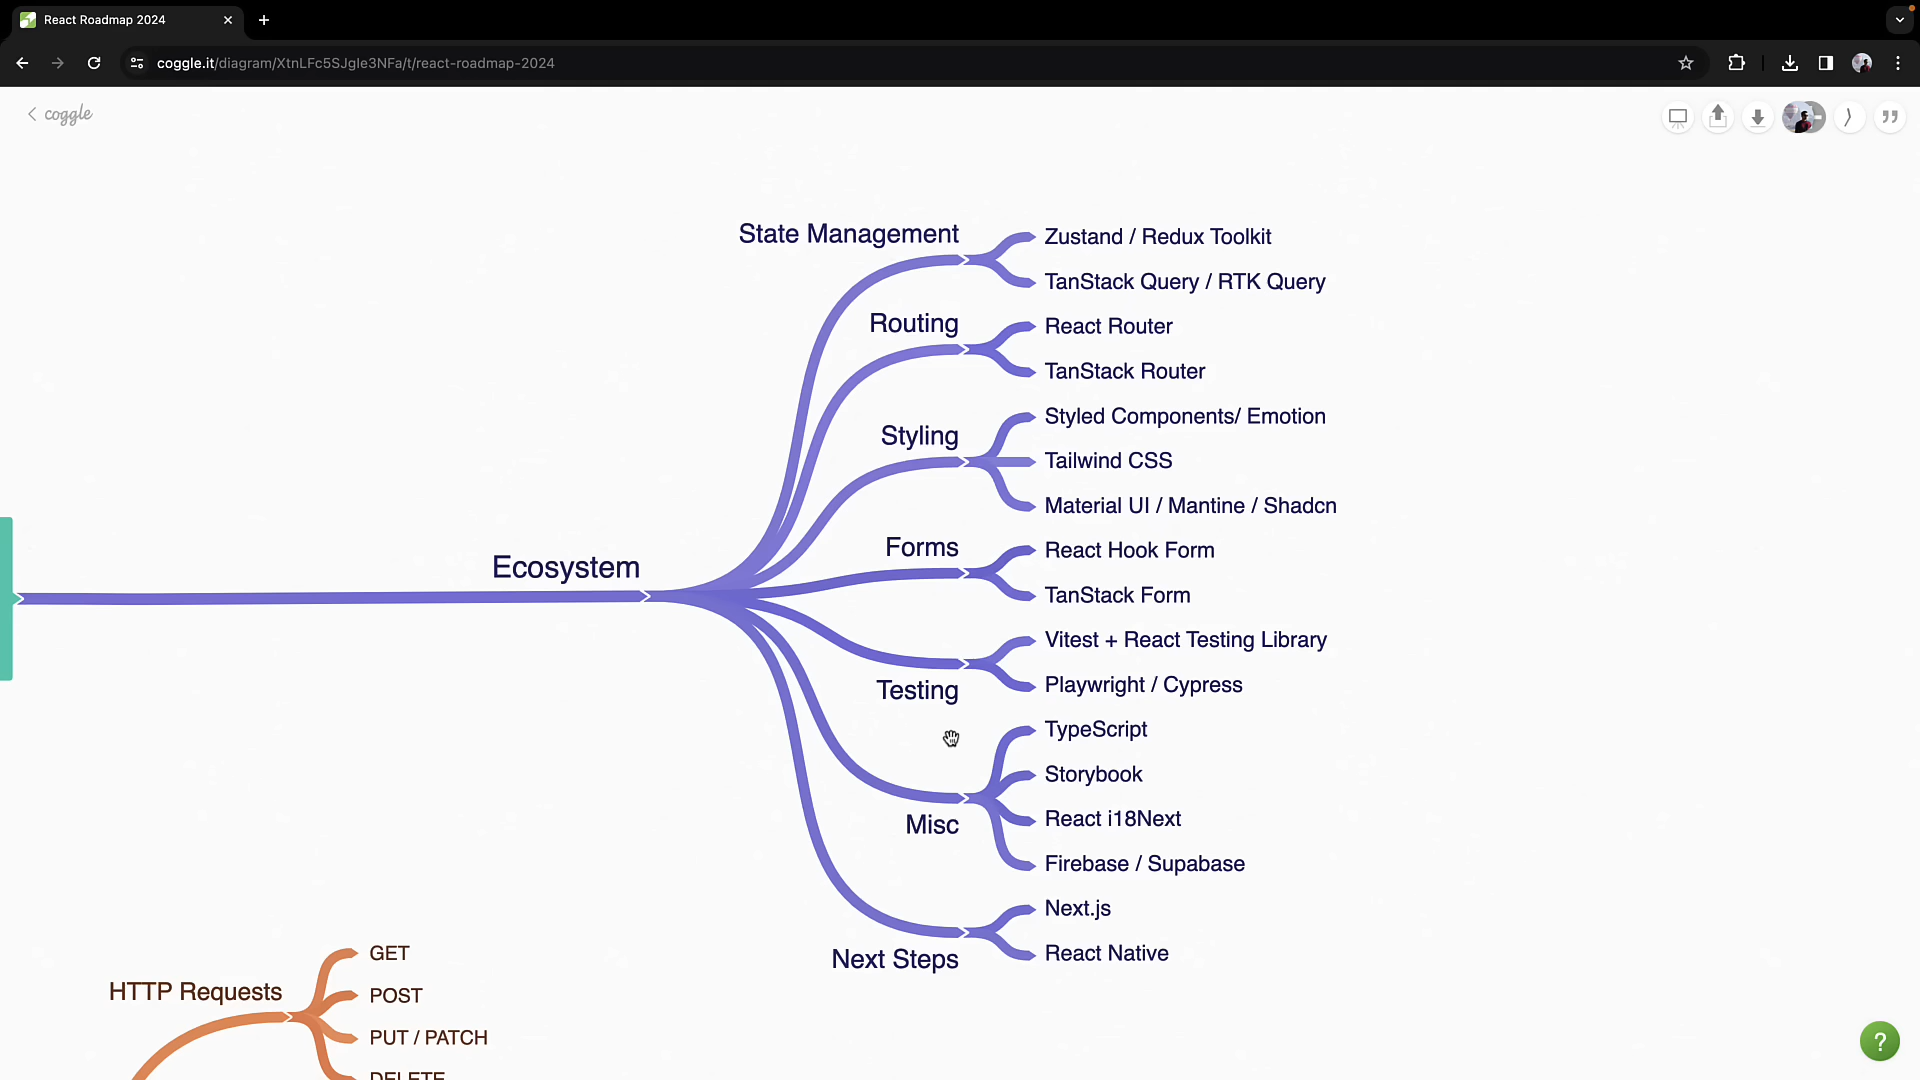 React Roadmap 2024
coggle.it/diagram/XtnLFc5SJgle3NFa/t/react-roadmap-2024
coggle
State Management
Zustand / Redux Toolkit
TanStack Query / RTK Query
Routing
React Router
TanStack Router
Styling
Styled Components/ Emotion
Tailwind CSS
Material UI / Mantine / Shadcn
Ecosystem
Forms
React Hook Form
TanStack Form
Testing
Vitest + React Testing Library
Playwright / Cypress
Misc
TypeScript
Storybook
React i18Next
Firebase / Supabase
Next Steps
Next.js
React Native
HTTP Requests
GET
POST
PUT / PATCH
DELETE
?